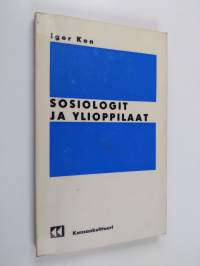 Igor Kon
SOSIOLOGIT
JA YLIOPPILAAT
Kansankulttuuri